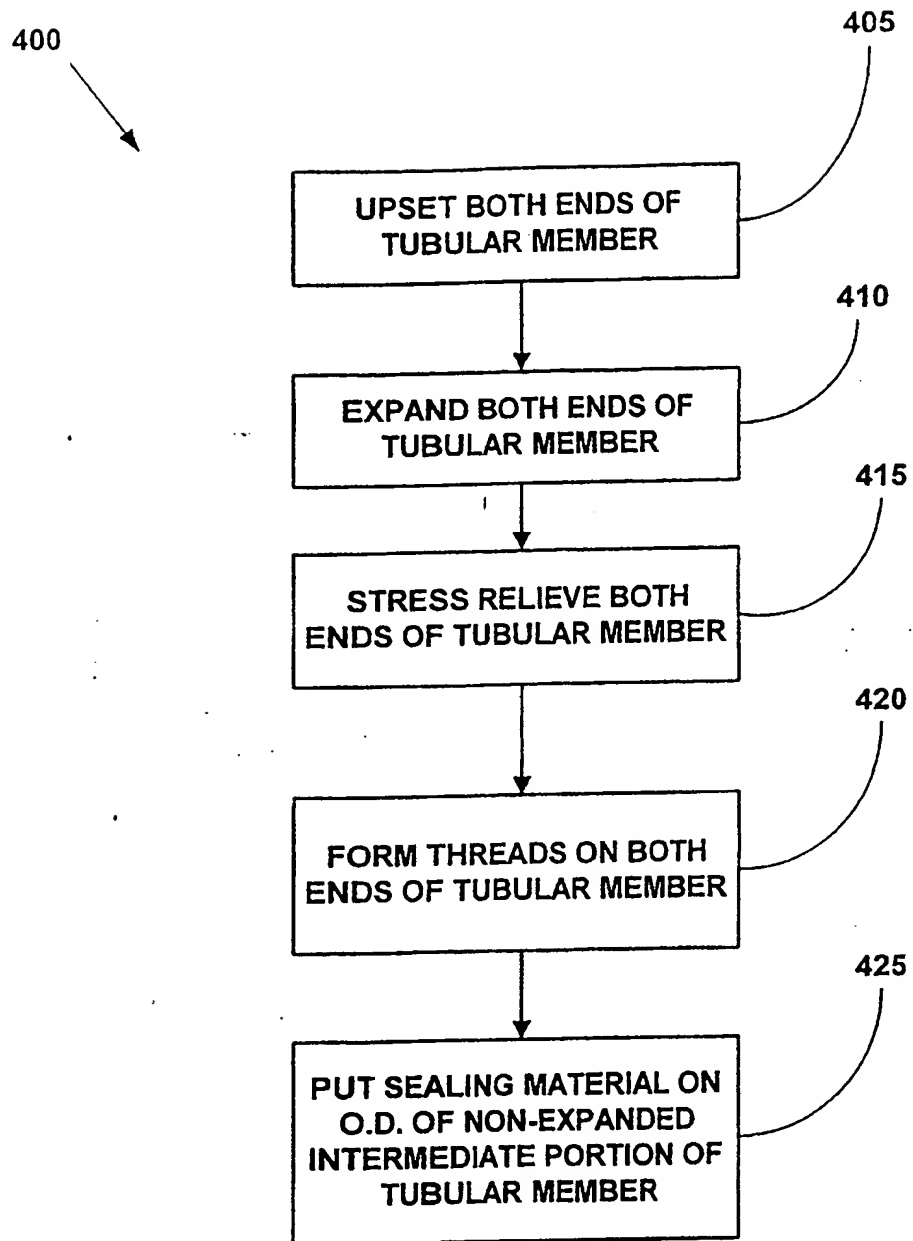 400
405
UPSET BOTH ENDS OF
TUBULAR MEMBER
410
EXPAND BOTH ENDS OF
TUBULAR MEMBER
415
STRESS RELIEVE BOTH
ENDS OF TUBULAR MEMBER
420
FORM THREADS ON BOTH
ENDS OF TUBULAR MEMBER
425
PUT SEALING MATERIAL ON
O.D. OF NON-EXPANDED
INTERMEDIATE PORTION OF
TUBULAR MEMBER